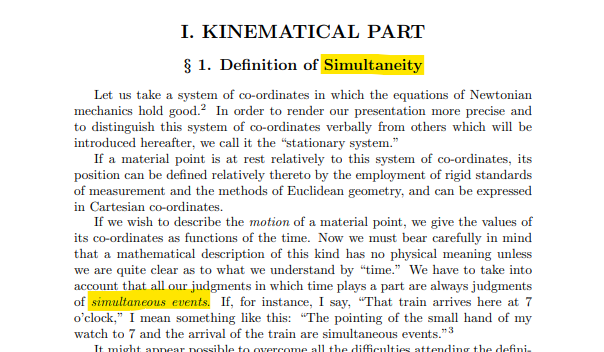 I. KINEMATICAL PART
§ 1. Definition of Simultaneity
Let us take a system of co-ordinates in which the equations of Newtonian
mechanics hold good.2 In order to render our presentation more precise and
to distinguish this system of co-ordinates verbally from others which will be
introduced hereafter, we call it the “stationary system.”
If a material point is at rest relatively to this system of co-ordinates, its
position can be defined relatively thereto by the employment of rigid standards
of measurement and the methods of Euclidean geometry, and can be expressed
in Cartesian co-ordinates.
If we wish to describe the motion of a material point, we give the values of
its co-ordinates as functions of the time. Now we must bear carefully in mind
that a mathematical description of this kind has no physical meaning unless
we are quite clear as to what we understand by “time.” We have to take into
account that all our judgments in which time plays a part are always judgments
of simultaneous events. If, for instance, I say, “That train arrives here at 7
o’clock,” I mean something like this: “The pointing of the small hand of my
watch to 7 and the arrival of the train are simultaneous events.”3
It might appear possible to overcome all the difficulties attending the defini-